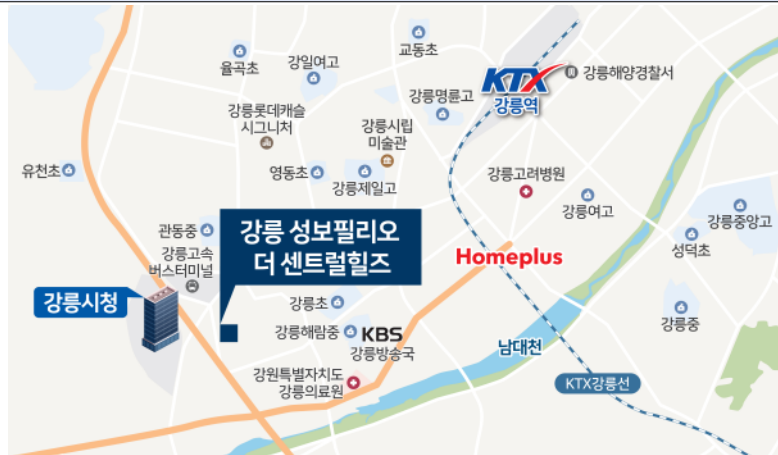 교동초
율곡초
강일여고
KTX
강릉역
강릉해양경찰서
강릉명륜고
강릉롯데캐슬
시그니처
강릉시립
미술관
유천초
영동초
강릉제일고
강릉고려병원
강릉여고
강릉중앙고
성덕초
관동중
강릉고속
버스터미널
강릉 성보필리오
더 센트럴힐즈
Homeplus
강릉시청
강릉초
강릉해람중
KBS
강릉방송국
강릉중
남대천
강원특별자치도
강릉의료원
KTX강릉선